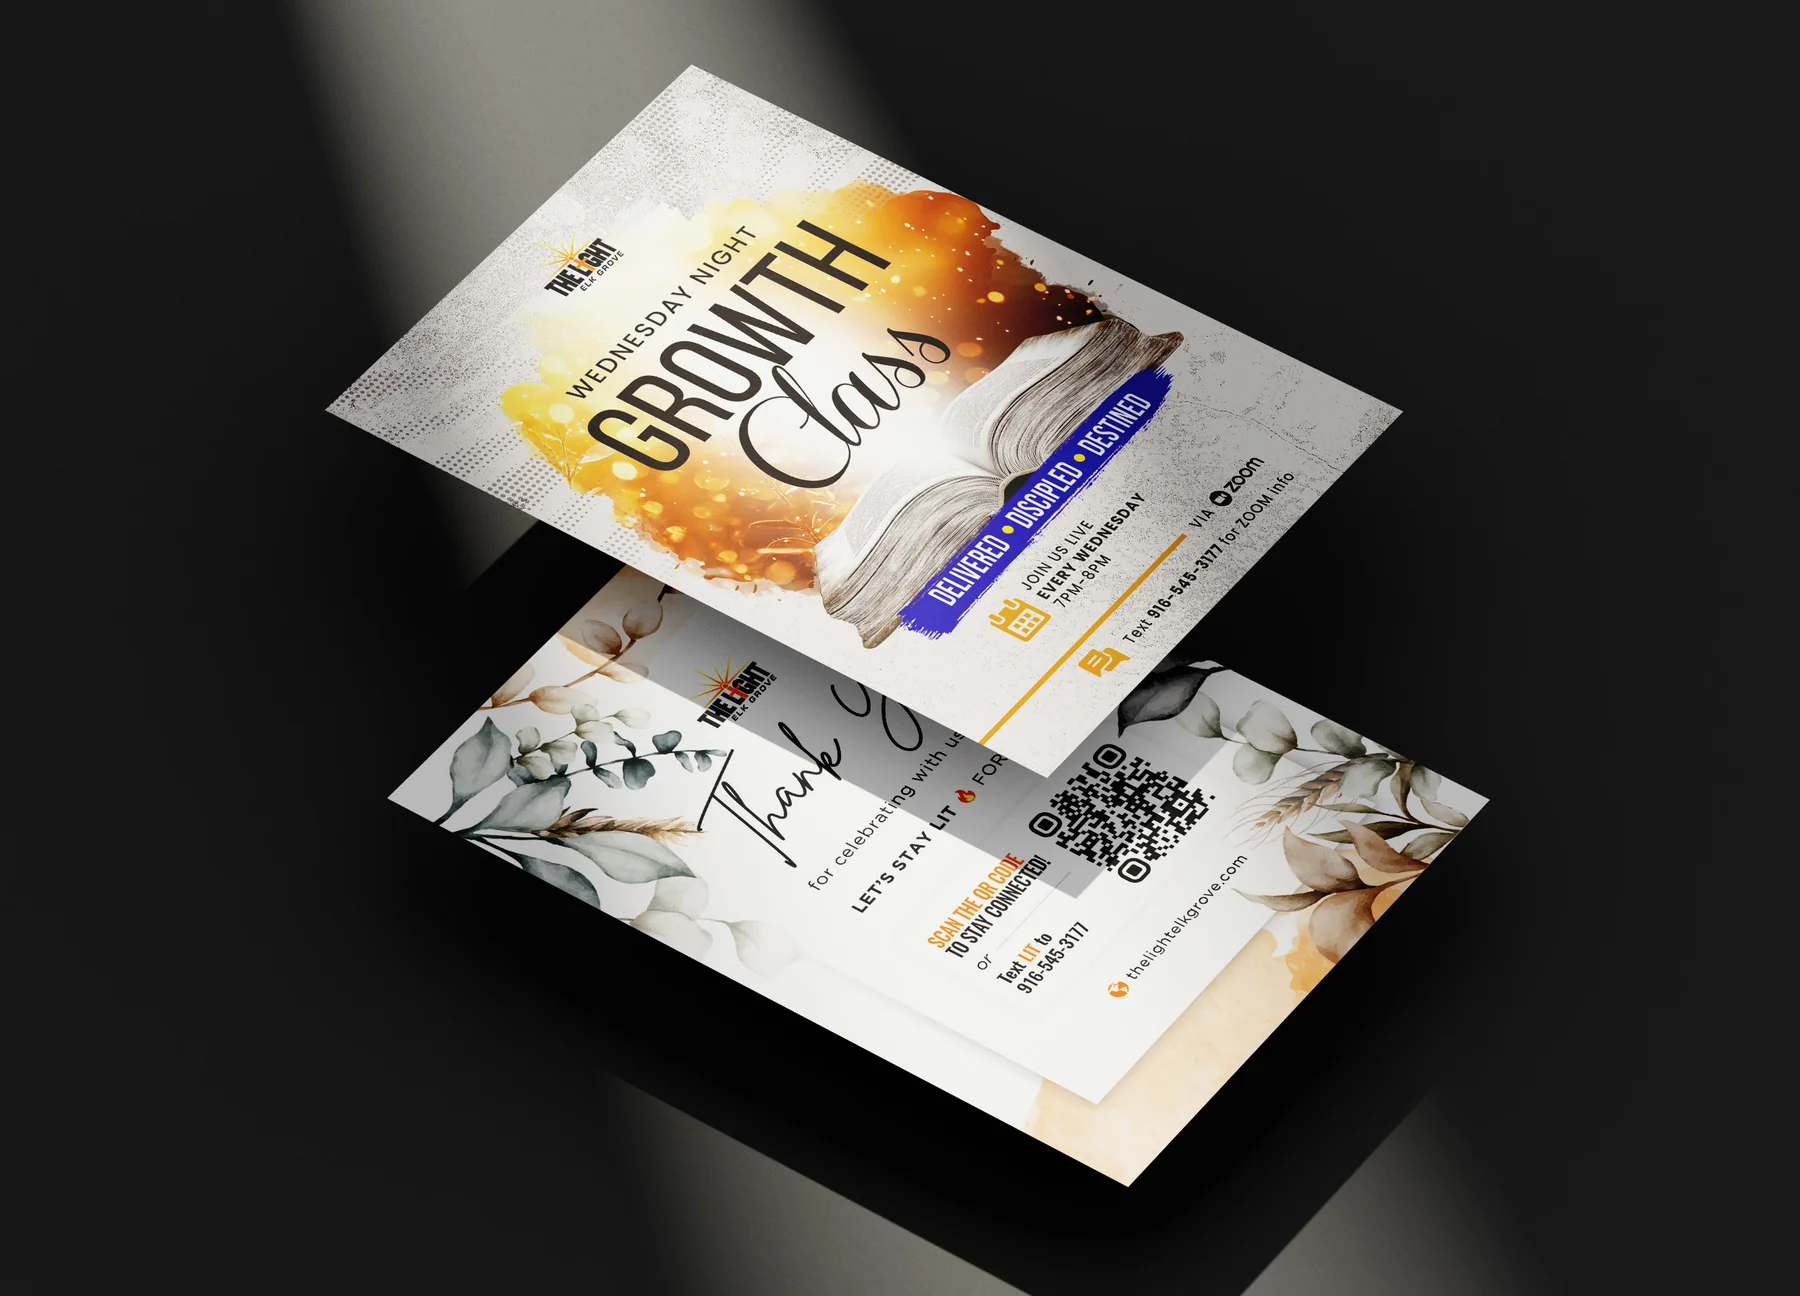 THE LIGHT
ELK GROVE
WEDNESDAY NIGHT
GROWTH
Class
DELIVERED • DISCIPLED • DESTINED
JOIN US LIVE
EVERY WEDNESDAY
7PM-8PM
VIA zoom
Text 916-545-3177 for ZOOM info
THE LIGHT
ELK GROVE
Thank
for celebrating with us
LET'S STAY LIT 🔥 FOR
SCAN THE QR CODE
TO STAY CONNECTED!
or
Text LIT to
916-545-3177
thelightelkgrove.com